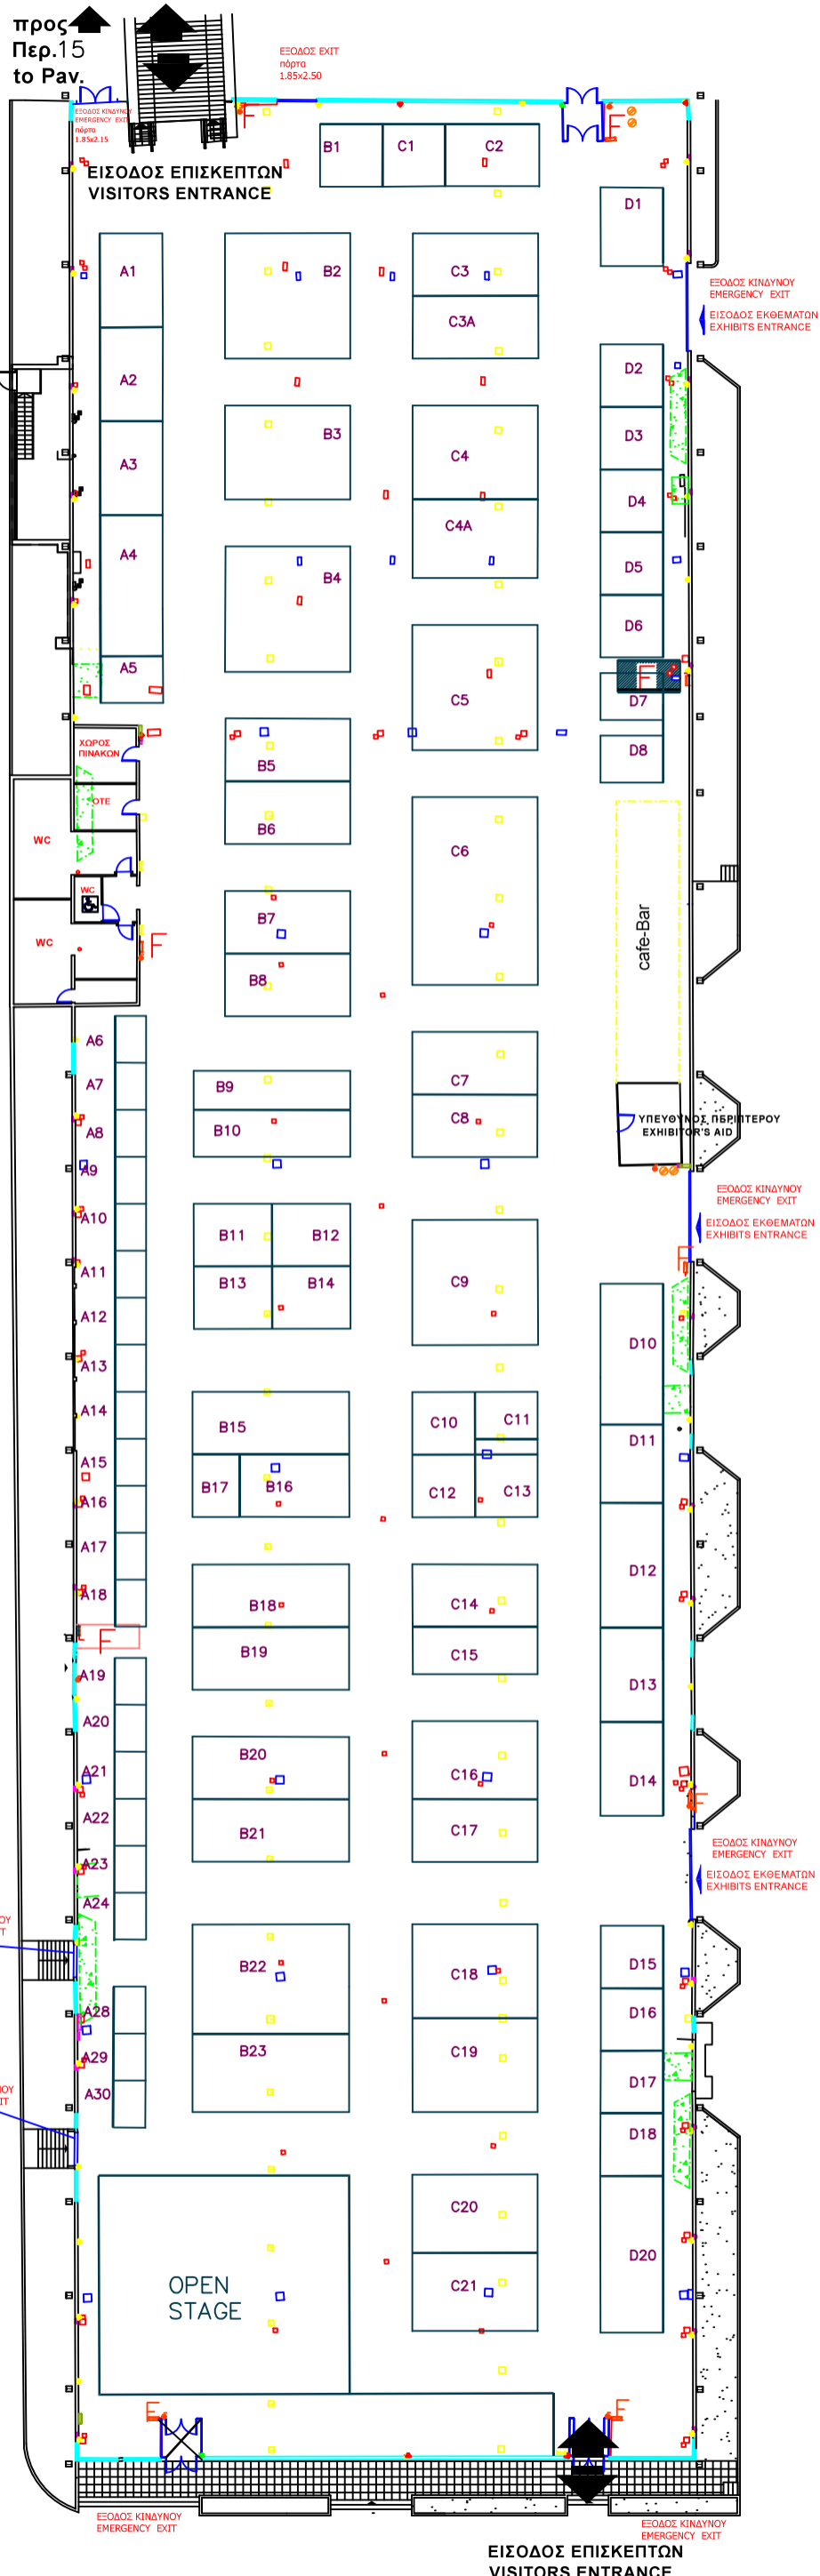 προς
Περ.15
to Pav.
ΕΞΟΔΟΣ EXIT
πόρτα
1.85x2.50
ΕΞΟΔΟΣ ΚΙΝΔΥΝΟΥ
EMERGENCY EXIT
πόρτα
1.85x2.15
F
F
ΕΙΣΟΔΟΣ ΕΠΙΣΚΕΠΤΩΝ
VISITORS ENTRANCE
B1
C1
C2
D1
A1
B2
C3
ΕΞΟΔΟΣ ΚΙΝΔΥΝΟΥ
EMERGENCY EXIT
ΕΙΣΟΔΟΣ ΕΚΘΕΜΑΤΩΝ
EXHIBITS ENTRANCE
C3A
A2
D2
B3
D3
A3
C4
D4
C4A
A4
B4
D5
D6
A5
F
C5
D7
ΧΩΡΟΣ
ΠΙΝΑΚΩΝ
D8
B5
OTE
B6
WC
C6
WC
B7
cafe-Bar
WC
F
B8
A6
A7
B9
C7
A8
B10
C8
ΥΠΕΥΘΥΝΟΣ ΠΕΡΙΠΤΕΡΟΥ
EXHIBITOR'S AID
A9
ΕΞΟΔΟΣ ΚΙΝΔΥΝΟΥ
EMERGENCY EXIT
A10
ΕΙΣΟΔΟΣ ΕΚΘΕΜΑΤΩΝ
EXHIBITS ENTRANCE
B11
B12
F
A11
B13
B14
C9
A12
D10
A13
A14
B15
C10
C11
D11
A15
B17
B16
C12
C13
A16
A17
D12
A18
B18
C14
F
B19
C15
A19
D13
A20
B20
A21
C16
D14
F
A22
B21
C17
ΕΞΟΔΟΣ ΚΙΝΔΥΝΟΥ
EMERGENCY EXIT
A23
ΕΙΣΟΔΟΣ ΕΚΘΕΜΑΤΩΝ
EXHIBITS ENTRANCE
A24
B22
C18
D15
A28
D16
B23
C19
A29
D17
A30
D18
C20
D20
OPEN
STAGE
C21
F
F
ΕΞΟΔΟΣ ΚΙΝΔΥΝΟΥ
EMERGENCY EXIT
ΕΞΟΔΟΣ ΚΙΝΔΥΝΟΥ
EMERGENCY EXIT
ΕΙΣΟΔΟΣ ΕΠΙΣΚΕΠΤΩΝ
VISITORS ENTRANCE